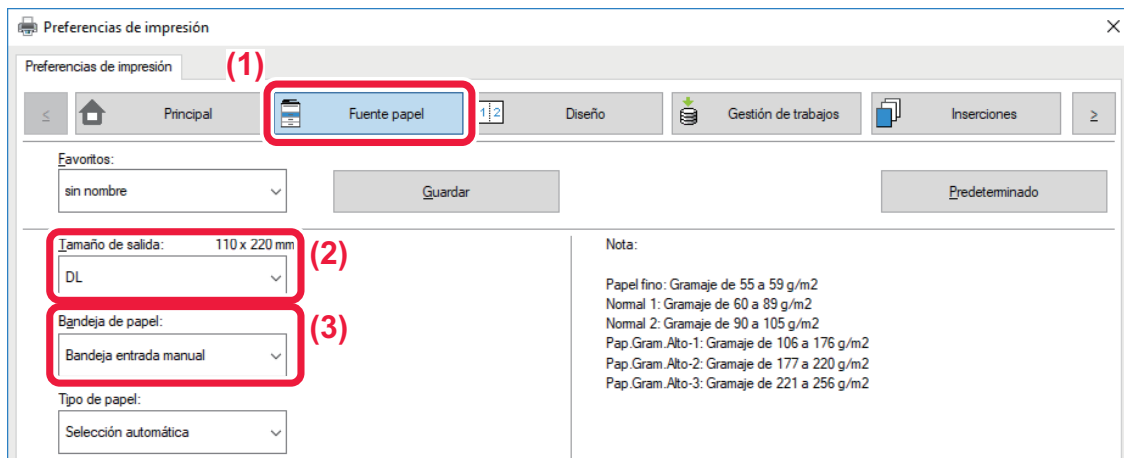 Preferencias de impresión
Preferencias de impresión
(1)
<
Principal
Fuente papel
1 2
Diseño
Gestión de trabajos
Inserciones
>
Favoritos:
sin nombre
Guardar
Predeterminado
Tamaño de salida: 110 x 220 mm
(2)
DL
Bandeja de papel:
(3)
Bandeja entrada manual
Tipo de papel:
Selección automática
Nota:
Papel fino: Gramaje de 55 a 59 g/m2
Normal 1: Gramaje de 60 a 89 g/m2
Normal 2: Gramaje de 90 a 105 g/m2
Pap.Gram.Alto-1: Gramaje de 106 a 176 g/m2
Pap.Gram.Alto-2: Gramaje de 177 a 220 g/m2
Pap.Gram.Alto-3: Gramaje de 221 a 256 g/m2